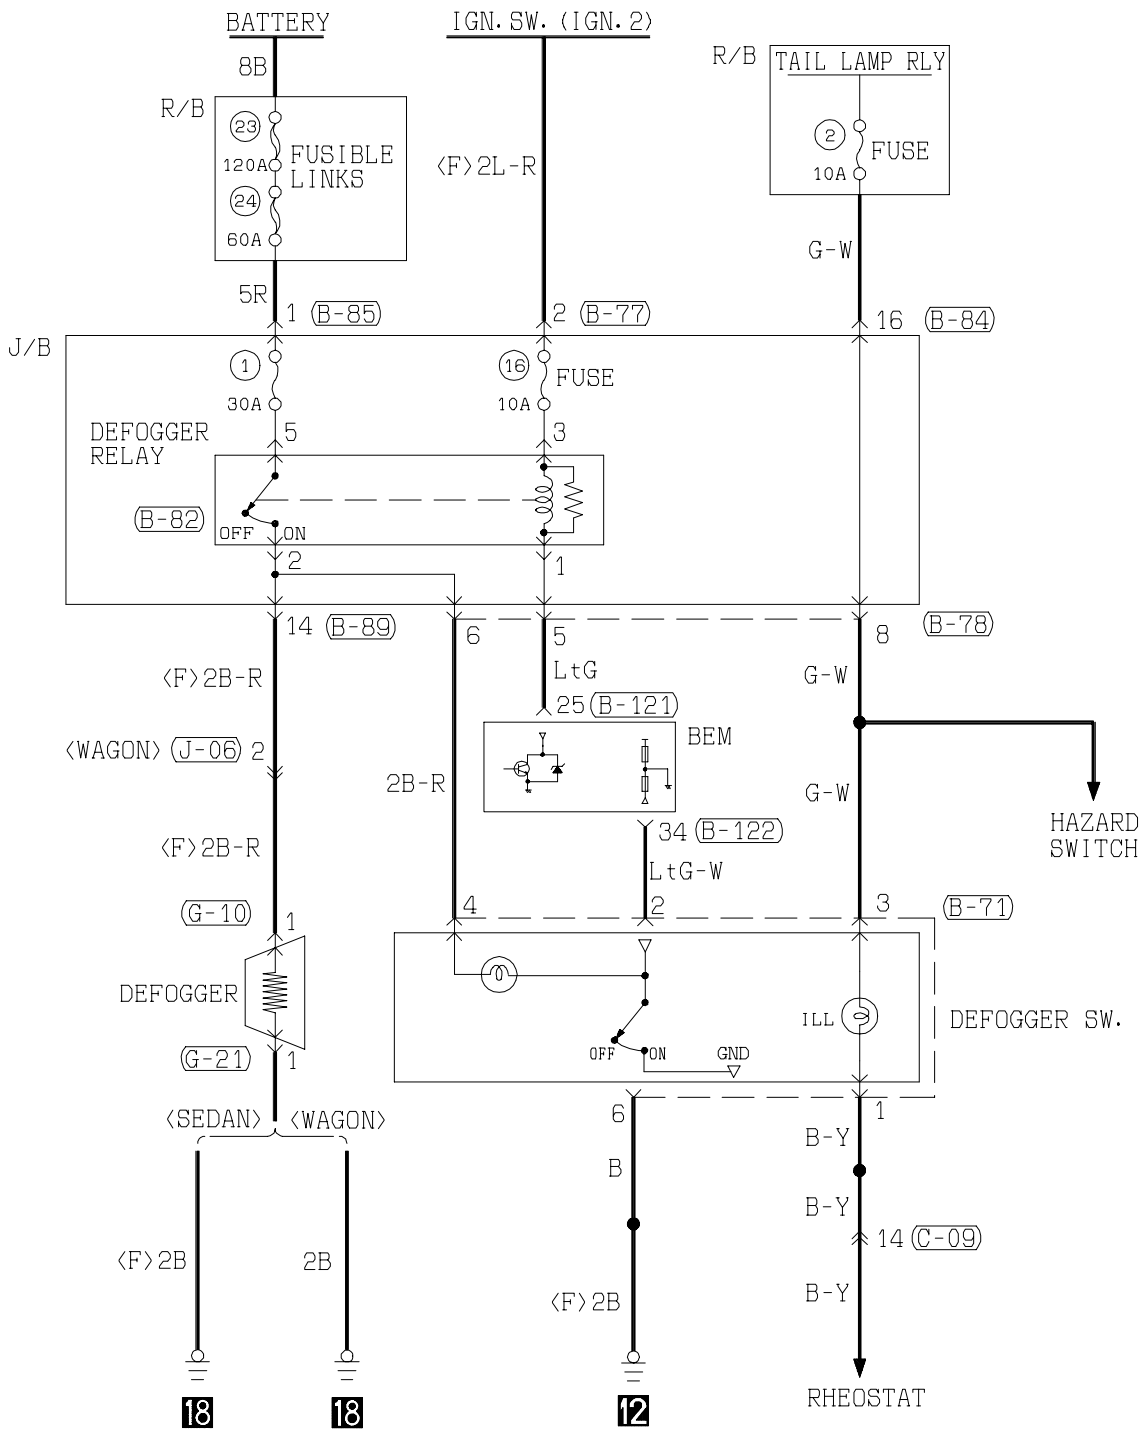 BATTERY
IGN. SW. (IGN. 2)
R/B
TAIL LAMP RLY
8B
R/B
23
120A
FUSIBLE
LINKS
24
60A
<F>2L-R
2
FUSE
10A
G-W
5R
1
B-85
2
B-77
16
B-84
J/B
1
30A
16
FUSE
10A
DEFOGGER
RELAY
5
3
B-82
OFF
ON
2
1
14
B-89
6
5
8
B-78
<F>2B-R
LtG
G-W
25
B-121
<WAGON>
J-06
2
BEM
2B-R
G-W
HAZARD
SWITCH
34
B-122
<F>2B-R
LtG-W
G-10
1
4
2
3
B-71
DEFOGGER
ILL
DEFOGGER SW.
OFF
ON
GND
G-21
1
<SEDAN>
<WAGON>
6
1
B-Y
B
B-Y
14
C-09
<F>2B
2B
<F>2B
B-Y
RHEOSTAT
18
18
12